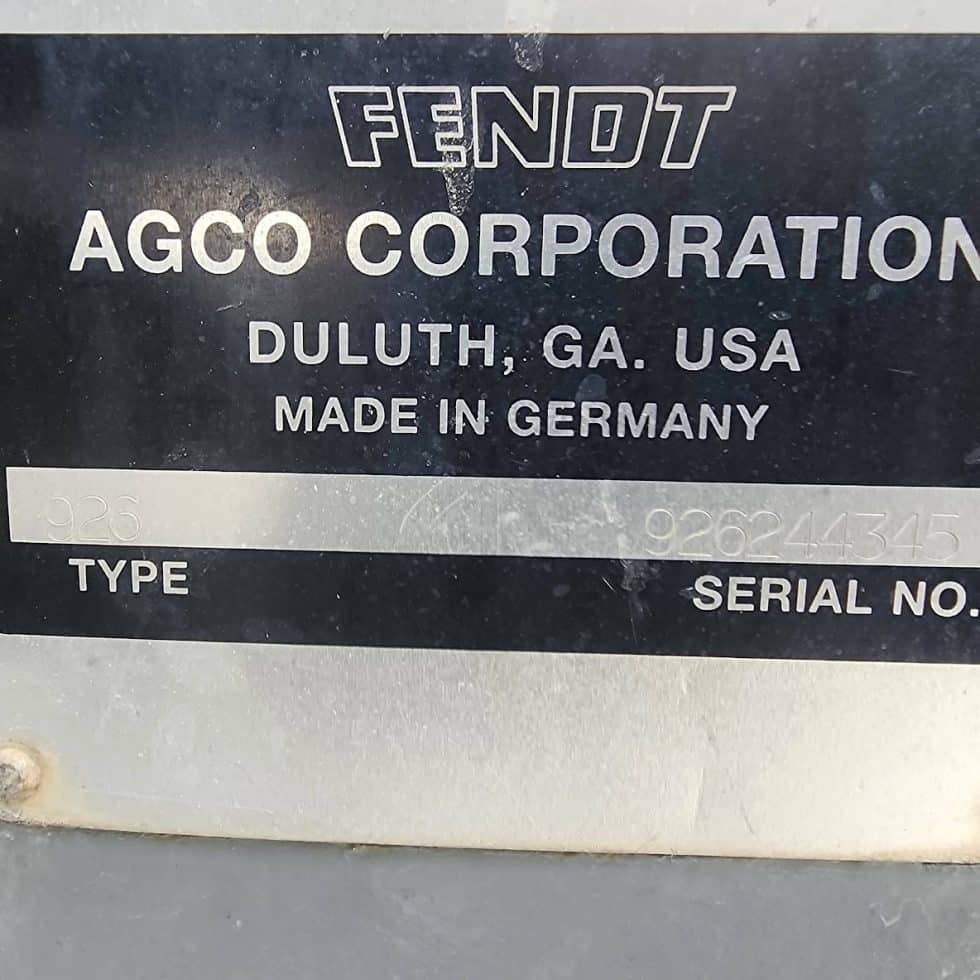 FENDT
AGCO CORPORATION
DULUTH, GA. USA
MADE IN GERMANY
926 926244345
TYPE SERIAL NO.